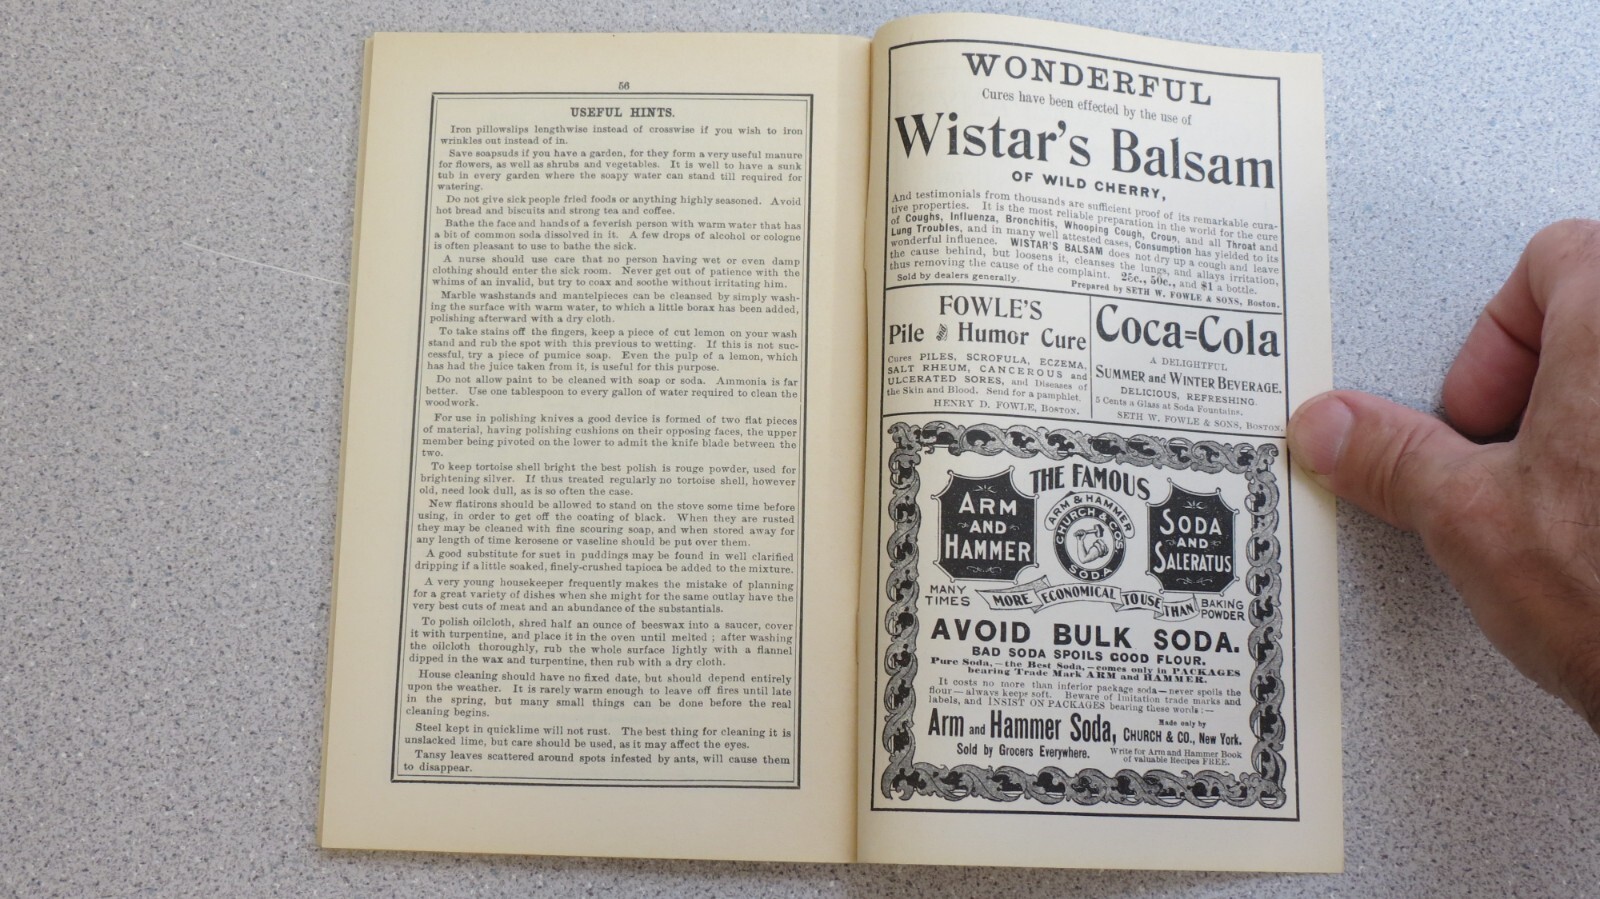 56
USEFUL HINTS.
Iron pillowslips lengthwise instead of crosswise if you wish to iron
wrinkles out instead of in.
Save soapsuds if you have a garden, for they form a very useful manure
for flowers, as well as shrubs and vegetables. It is well to have a sunk
tub in every garden where the soapy water can stand till required for
watering.
Do not give sick people fried foods or anything highly seasoned. Avoid
hot bread and biscuits and strong tea and coffee.
Bathe the face and hands of a feverish person with warm water that has
a bit of common soda dissolved in it. A few drops of alcohol or cologne
is often pleasant to use to bathe the sick.
A nurse should use care that no person having wet or even damp
clothing should enter the sick room. Never get out of patience with the
whims of an invalid, but try to coax and soothe without irritating him.
Marble washstands and mantelpieces can be cleansed by simply wash-
ing the surface with warm water, to which a little borax has been added,
polishing afterward with a dry cloth.
To take stains off the fingers, keep a piece of cut lemon on your wash
stand and rub the spot with this previous to wetting. If this is not suc-
cessful, try a piece of pumice soap. Even the pulp of a lemon, which
has had the juice taken from it, is useful for this purpose.
Do not allow paint to be cleaned with soap or soda. Ammonia is far
better. Use one tablespoon to every gallon of water required to clean the
woodwork.
For use in polishing knives a good device is formed of two flat pieces
of material, having polishing cushions on their opposing faces, the upper
member being pivoted on the lower to admit the knife blade between the
two.
To keep tortoise shell bright the best polish is rouge powder, used for
brightening silver. If thus treated regularly no tortoise shell, however
old, need look dull, as is so often the case.
New flatirons should be allowed to stand on the stove some time before
using, in order to get off the coating of black. When they are rusted
they may be cleaned with fine scouring soap, and when stored away for
any length of time kerosene or vaseline should be put over them.
A good substitute for suet in puddings may be found in well clarified
dripping if a little soaked, finely-crushed tapioca be added to the mixture.
A very young housekeeper frequently makes the mistake of planning
for a great variety of dishes when she might for the same outlay have the
very best cuts of meat and an abundance of the substantials.
To polish oilcloth, shred half an ounce of beeswax into a saucer, cover
it with turpentine, and place it in the oven until melted ; after washing
the oilcloth thoroughly, rub the whole surface lightly with a flannel
dipped in the wax and turpentine, then rub with a dry cloth.
House cleaning should have no fixed date, but should depend entirely
upon the weather. It is rarely warm enough to leave off fires until late
in the spring, but many small things can be done before the real
cleaning begins.
Steel kept in quicklime will not rust. The best thing for cleaning it is
unslacked lime, but care should be used, as it may affect the eyes.
Tansy leaves scattered around spots infested by ants, will cause them
to disappear.
WONDERFUL
Cures have been effected by the use of
Wistar's Balsam
OF WILD CHERRY,
And testimonials from thousands are sufficient proof of its remarkable cura-
tive properties. It is the most reliable preparation in the world for the cure
of Coughs, Influenza, Bronchitis, Whooping Cough, Croup, and all Throat and
Lung Troubles, and in many well attested cases, Consumption has yielded to its
wonderful influence. WISTAR'S BALSAM does not dry up a cough and leave
the cause behind, but loosens it, cleanses the lungs, and allays irritation,
thus removing the cause of the complaint. 25c., 50c., and $1 a bottle.
Sold by dealers generally. Prepared by SETH W. FOWLE & SONS, Boston.
FOWLE'S
Pile and Humor Cure
Cures PILES, SCROFULA, ECZEMA,
SALT RHEUM, CANCEROUS and
ULCERATED SORES, and Diseases of
the Skin and Blood. Send for a pamphlet.
HENRY D. FOWLE, BOSTON.
Coca=Cola
A DELIGHTFUL
SUMMER and WINTER BEVERAGE.
DELICIOUS, REFRESHING.
5 Cents a Glass at Soda Fountains.
SETH W. FOWLE & SONS, BOSTON.
THE FAMOUS
ARM
AND
HAMMER
ARM & HAMMER
CHURCH & CO'S
SODA
SODA
AND
SALERATUS
MANY
TIMES
MORE ECONOMICAL TO USE THAN
BAKING
POWDER
AVOID BULK SODA.
BAD SODA SPOILS GOOD FLOUR.
Pure Soda,—the Best Soda,—comes only in PACKAGES
bearing Trade Mark ARM and HAMMER.
It costs no more than inferior package soda—never spoils the
flour—always keeps soft. Beware of imitation trade marks and
labels, and INSIST ON PACKAGES bearing these words:—
Arm and Hammer Soda,
Made only by
CHURCH & CO., New York.
Sold by Grocers Everywhere.
Write for Arm and Hammer Book
of valuable Recipes FREE.